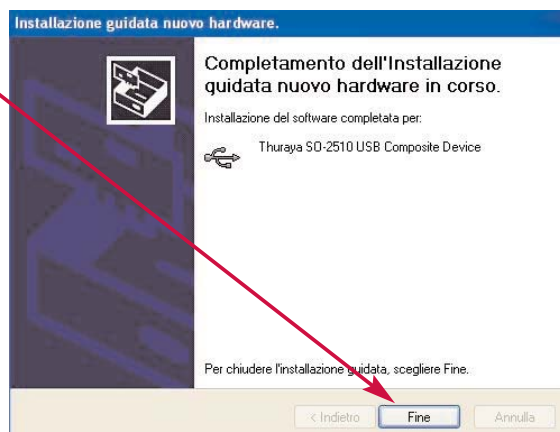 Installazione guidata nuovo hardware.
Completamento dell'Installazione
guidata nuovo hardware in corso.
Installazione del software completata per:
Thuraya SO-2510 USB Composite Device
Per chiudere l'installazione guidata, scegliere Fine.
< Indietro
Fine
Annulla